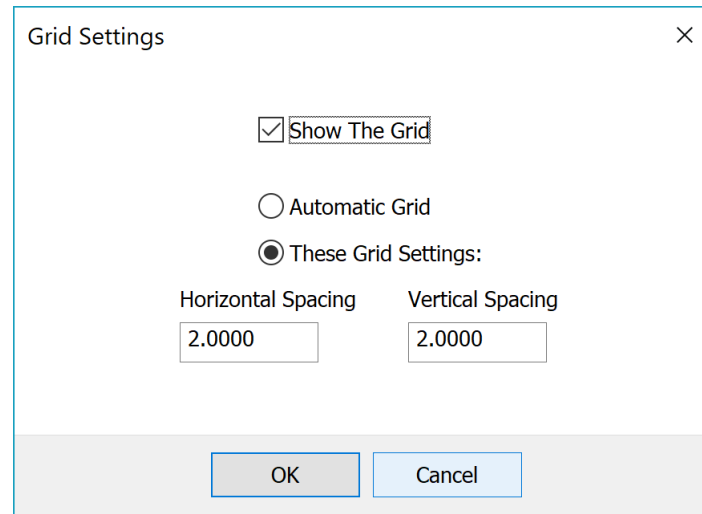 Grid Settings
Show The Grid
Automatic Grid
These Grid Settings:
Horizontal Spacing Vertical Spacing
2.0000 2.0000
OK Cancel